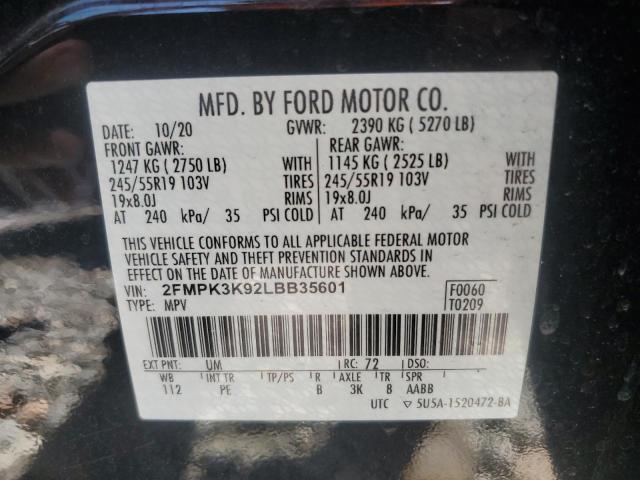 MFD. BY FORD MOTOR CO.
DATE: 10/20 GVWR: 2390 KG ( 5270 LB)
FRONT GAWR: REAR GAWR:
1247 KG ( 2750 LB) WITH 1145 KG ( 2525 LB) WITH
245/55R19 103V TIRES 245/55R19 103V TIRES
19x8.0J RIMS 19x8.0J RIMS
AT 240 kPa/ 35 PSI COLD AT 240 kPa/ 35 PSI COLD
THIS VEHICLE CONFORMS TO ALL APPLICABLE FEDERAL MOTOR
VEHICLE SAFETY AND THEFT PREVENTION STANDARDS IN
EFFECT ON THE DATE OF MANUFACTURE SHOWN ABOVE.
VIN: 2FMPK3K92LBB35601 F0060
TYPE: MPV T0209
EXT PNT: UM RC: 72 DSO:
WB INT TR TP/PS R AXLE TR SPR
112 PE B 3K 8 AABB
UTC ▽ 5U5A-1520472-BA